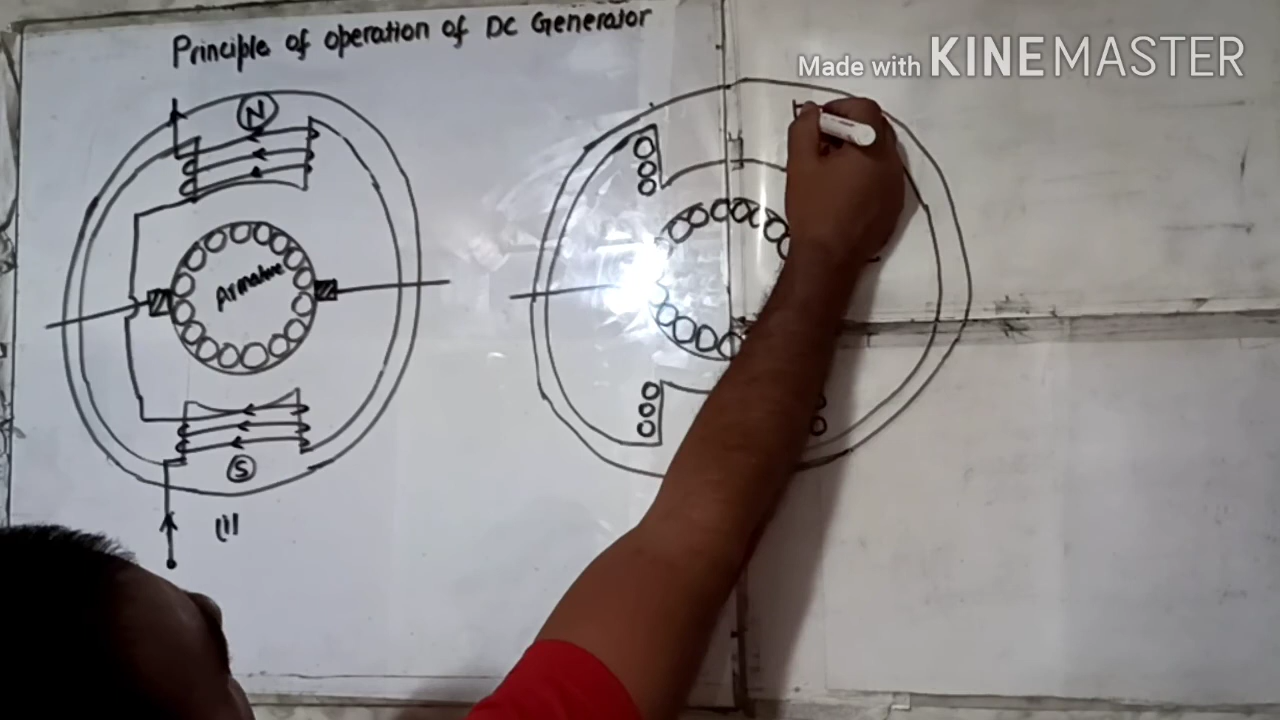 Principle of operation of DC Generator
Made with KINEMASTER
N
Armature
S
(i)